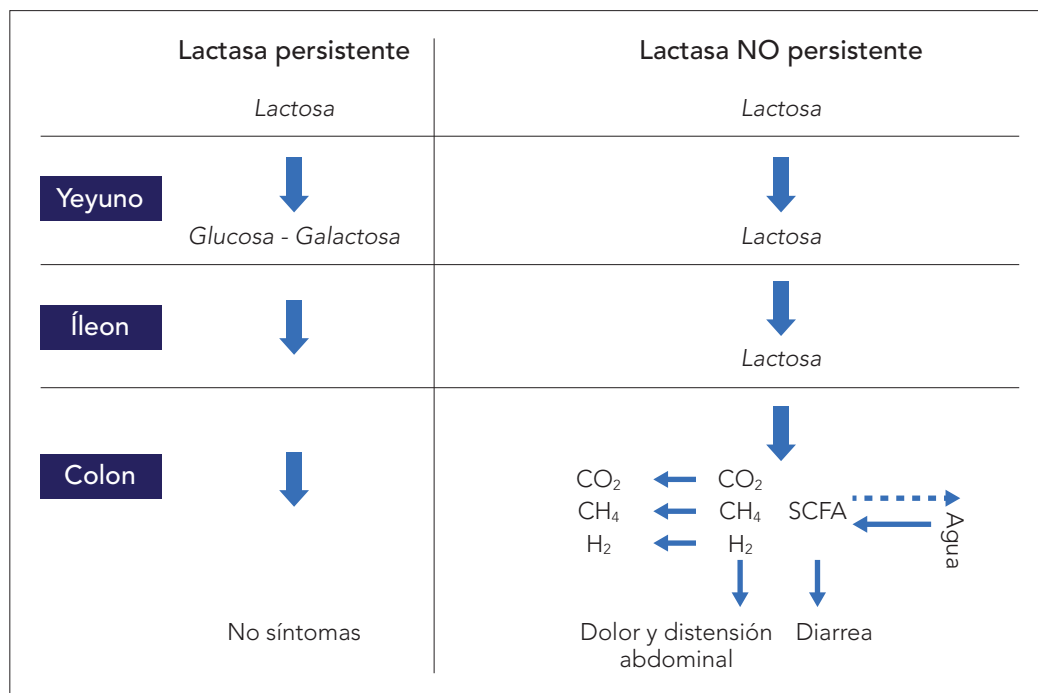 Lactasa persistente
Lactasa NO persistente
Lactosa
Lactosa
Yeyuno
Glucosa - Galactosa
Lactosa
Íleon
Lactosa
Colon
CO₂ CO₂
CH₄ CH₄ SCFA
H₂ H₂
Agua
No síntomas
Dolor y distensión
abdominal
Diarrea